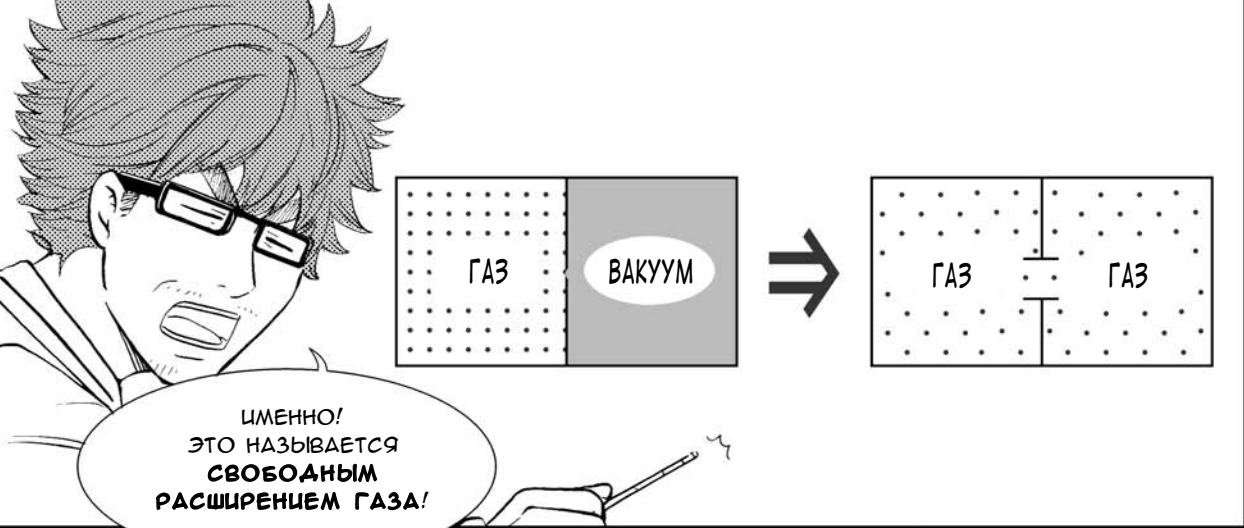 ГАЗ
ВАКУУМ
ГАЗ
ГАЗ
ИМЕННО!
ЭТО НАЗЫВАЕТСЯ
СВОБОДНЫМ
РАСШИРЕНИЕМ ГАЗА!